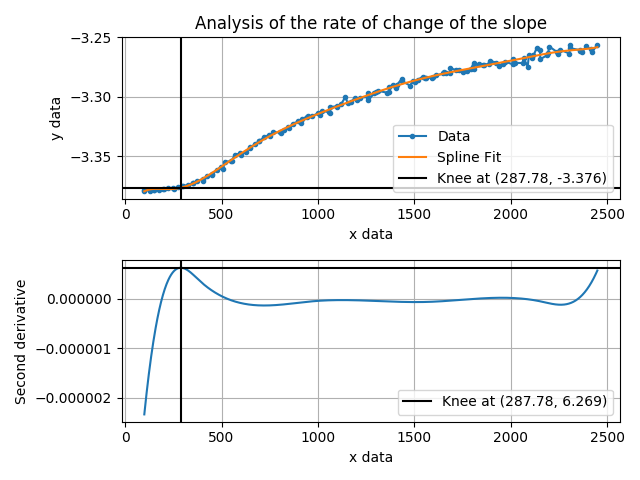 Analysis of the rate of change of the slope
−3.25
−3.30
−3.35
y data
Data
Spline Fit
Knee at (287.78, -3.376)
0 500 1000 1500 2000 2500
x data
0.000000
−0.000001
−0.000002
Second derivative
Knee at (287.78, 6.269)
0 500 1000 1500 2000 2500
x data